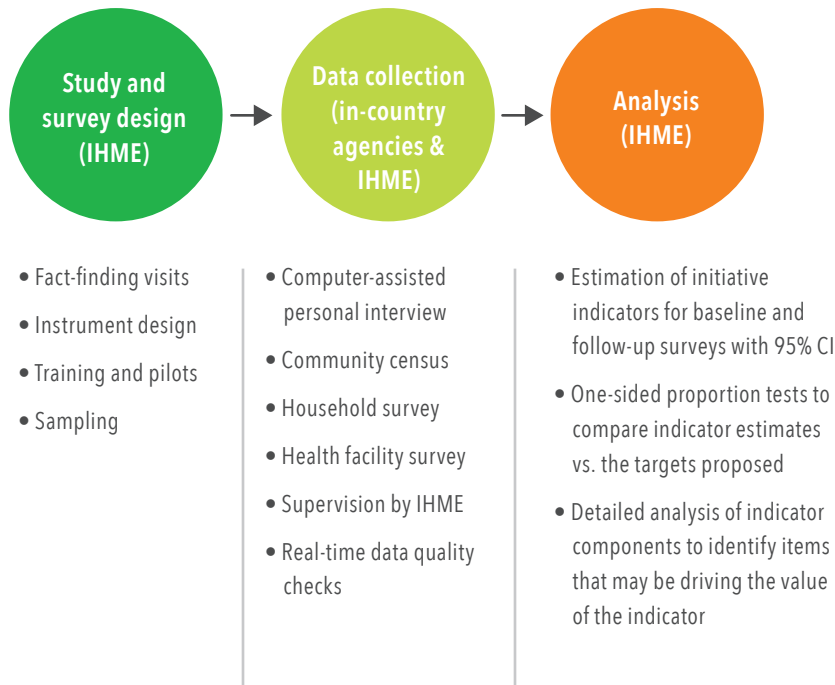 Study and
survey design
(IHME)
Data collection
(in-country
agencies &
IHME)
Analysis
(IHME)
• Fact-finding visits
• Instrument design
• Training and pilots
• Sampling
• Computer-assisted
personal interview
• Community census
• Household survey
• Health facility survey
• Supervision by IHME
• Real-time data quality
checks
• Estimation of initiative
indicators for baseline and
follow-up surveys with 95% CI
• One-sided proportion tests to
compare indicator estimates
vs. the targets proposed
• Detailed analysis of indicator
components to identify items
that may be driving the value
of the indicator